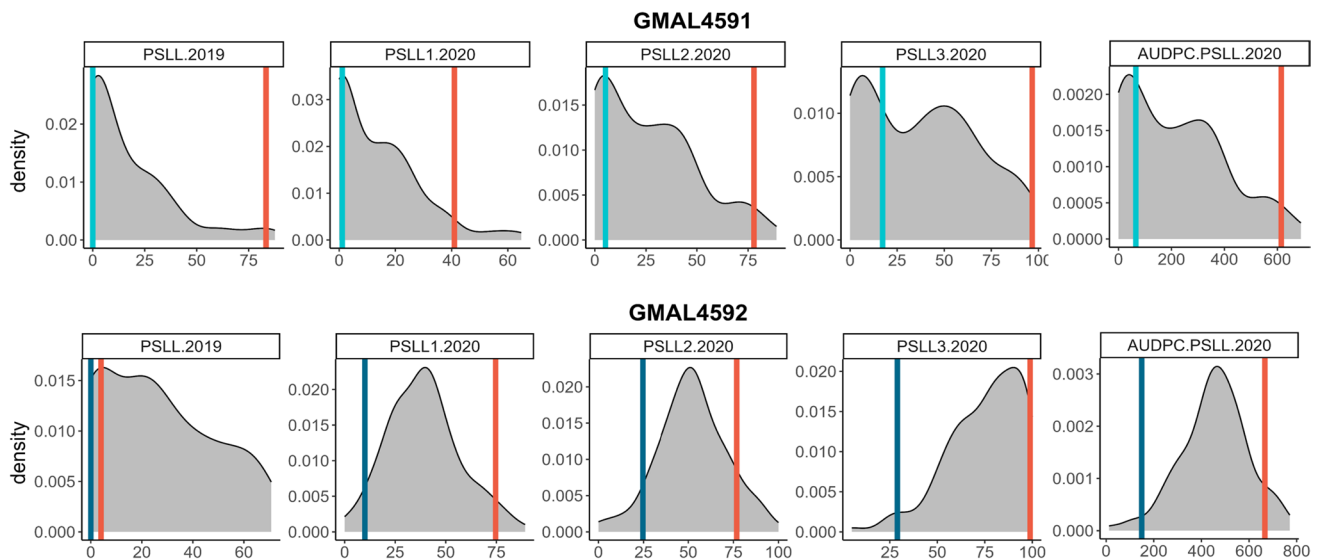 GMAL4591
PSLL.2019 PSLL1.2020 PSLL2.2020 PSLL3.2020 AUDPC.PSLL.2020
density
0.02
0.01
0.00
0 25 50 75
0.03
0.02
0.01
0.00
0 20 40 60
0.015
0.010
0.005
0.000
0 25 50 75
0.010
0.005
0.000
0 25 50 75 100
0.0020
0.0015
0.0010
0.0005
0.0000
0 200 400 600
GMAL4592
PSLL.2019 PSLL1.2020 PSLL2.2020 PSLL3.2020 AUDPC.PSLL.2020
density
0.015
0.010
0.005
0.000
0 20 40 60
0.020
0.015
0.010
0.005
0.000
0 25 50 75
0.020
0.015
0.010
0.005
0.000
0 25 50 75 100
0.020
0.015
0.010
0.005
0.000
25 50 75 100
0.003
0.002
0.001
0.000
0 200 400 600 800